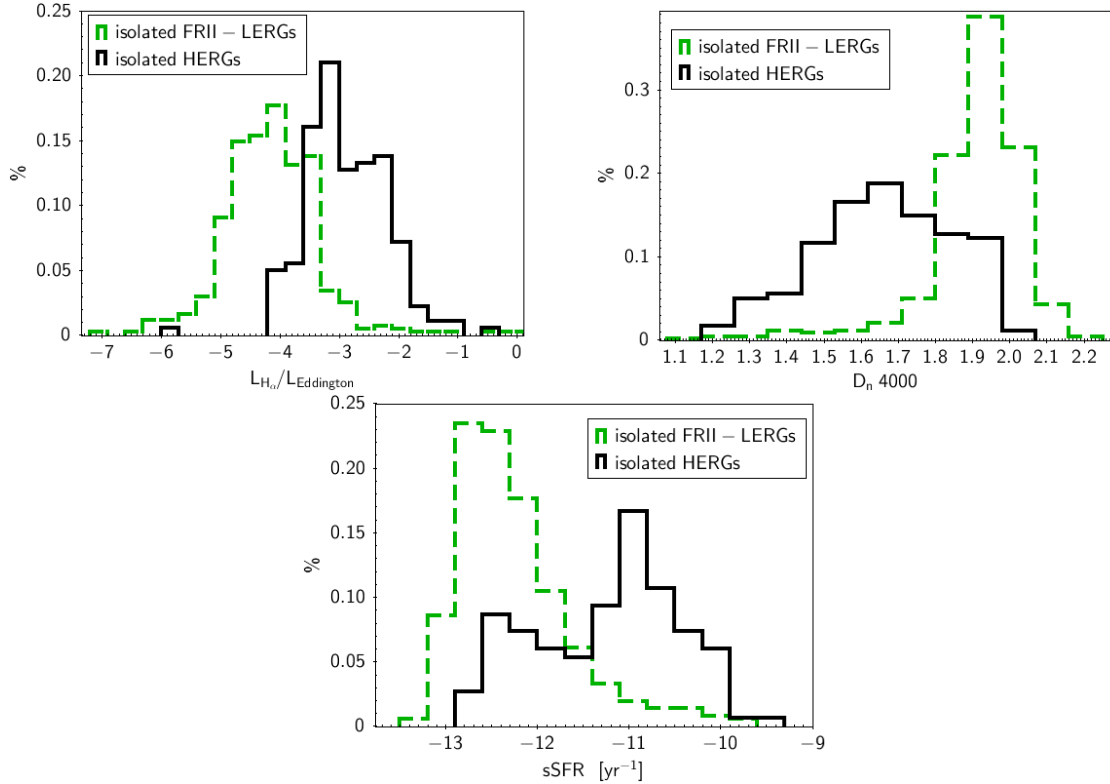 isolated FRII – LERGs
isolated HERGs
0.25
0.20
0.15
0.10
0.05
0
%
−7 −6 −5 −4 −3 −2 −1 0
L_{H_α}/L_{Eddington}
isolated FRII – LERGs
isolated HERGs
0.3
0.2
0.1
0
%
1.1 1.2 1.3 1.4 1.5 1.6 1.7 1.8 1.9 2.0 2.1 2.2
D_n 4000
isolated FRII – LERGs
isolated HERGs
0.25
0.20
0.15
0.10
0.05
0
%
−13 −12 −11 −10 −9
sSFR [yr⁻¹]